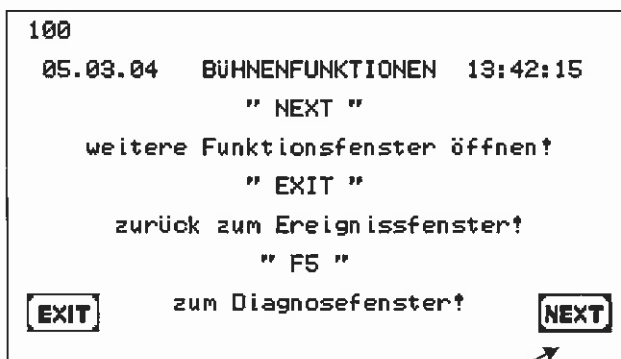 100
05.03.04 BÜHNENFUNKTIONEN 13:42:15
" NEXT "
weitere Funktionsfenster öffnen!
" EXIT "
zurück zum Ereignissfenster!
" F5 "
zum Diagnosefenster!
EXIT NEXT